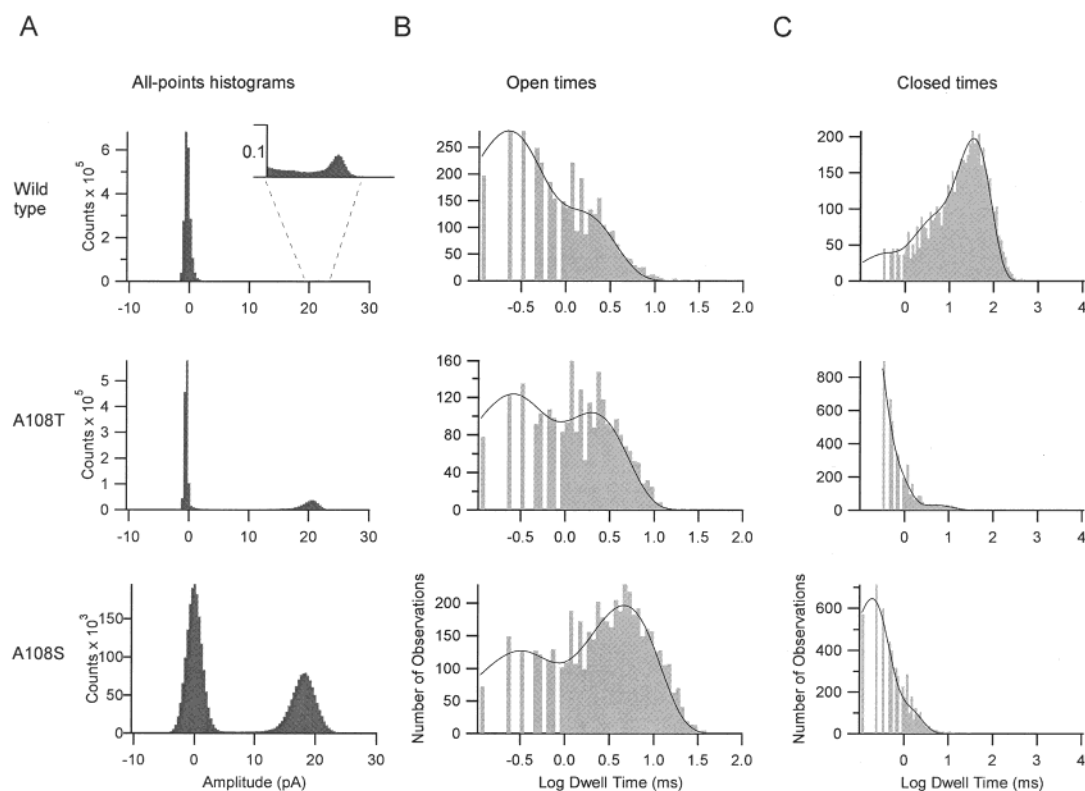 A
B
C
All-points histograms
Open times
Closed times
Wild type
Counts x 10⁵
6
4
2
0
0.1
-10 0 10 20 30
250
200
150
100
50
0
-0.5 0.0 0.5 1.0 1.5 2.0
200
150
100
50
0
0 1 2 3 4
A108T
Counts x 10⁵
5
4
3
2
1
0
-10 0 10 20 30
160
120
80
40
0
-0.5 0.0 0.5 1.0 1.5 2.0
800
600
400
200
0
0 1 2 3 4
A108S
Counts x 10³
150
100
50
0
-10 0 10 20 30
Amplitude (pA)
Number of Observations
200
150
100
50
0
-0.5 0.0 0.5 1.0 1.5 2.0
Log Dwell Time (ms)
Number of Observations
600
400
200
0
0 1 2 3 4
Log Dwell Time (ms)